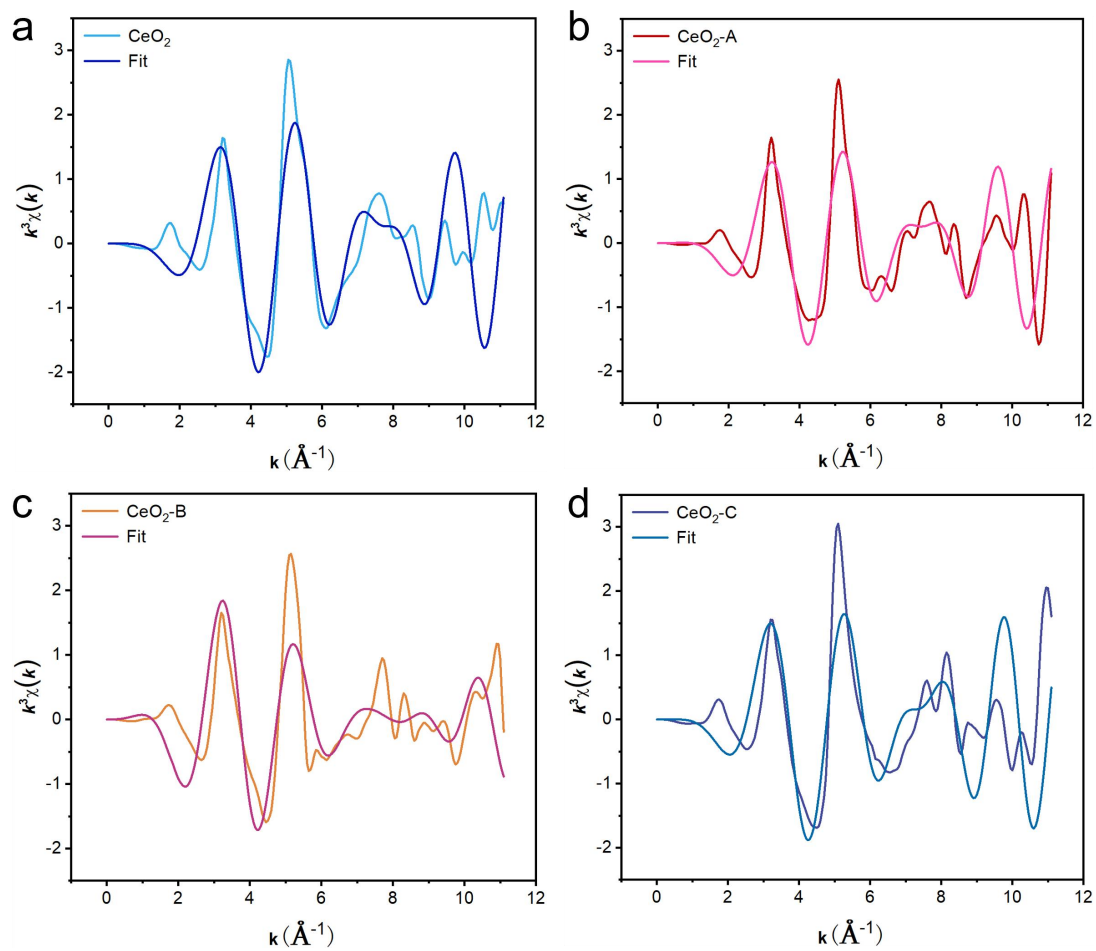 a
CeO₂
Fit
3
2
1
0
-1
-2
0 2 4 6 8 10 12
k³χ(k)
k (Å⁻¹)
b
CeO₂-A
Fit
3
2
1
0
-1
-2
0 2 4 6 8 10 12
k³χ(k)
k (Å⁻¹)
c
CeO₂-B
Fit
3
2
1
0
-1
-2
0 2 4 6 8 10 12
k³χ(k)
k (Å⁻¹)
d
CeO₂-C
Fit
3
2
1
0
-1
-2
0 2 4 6 8 10 12
k³χ(k)
k (Å⁻¹)